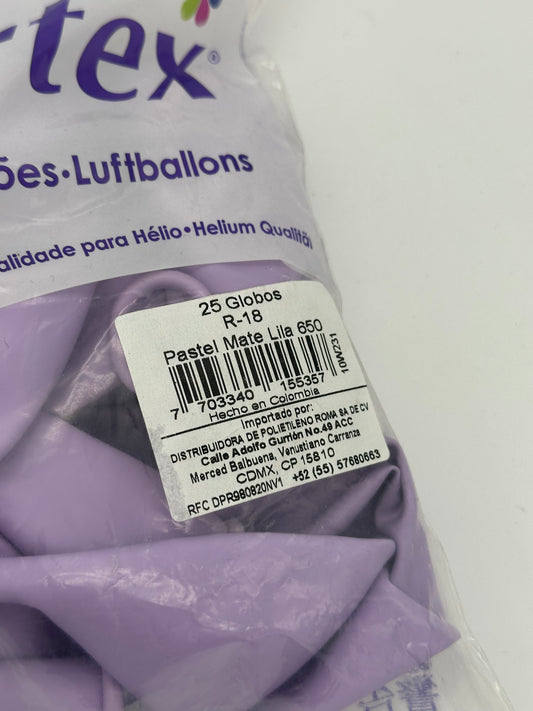 rtex®
ões•Luftballons
alidade para Hélio•Helium Qualität
25 Globos
R-18
Pastel Mate Lila 650
7 703340 155357
10W231
Hecho en Colombia
Importado por:
DISTRIBUIDORA DE POLIETILENO ROMA SA DE CV
Calle Adolfo Gurrión No.49 ACC
Merced Balbuena, Venustiano Carranza
CDMX, CP 15810
RFC DPR980820NV1 +52 (55) 57680663